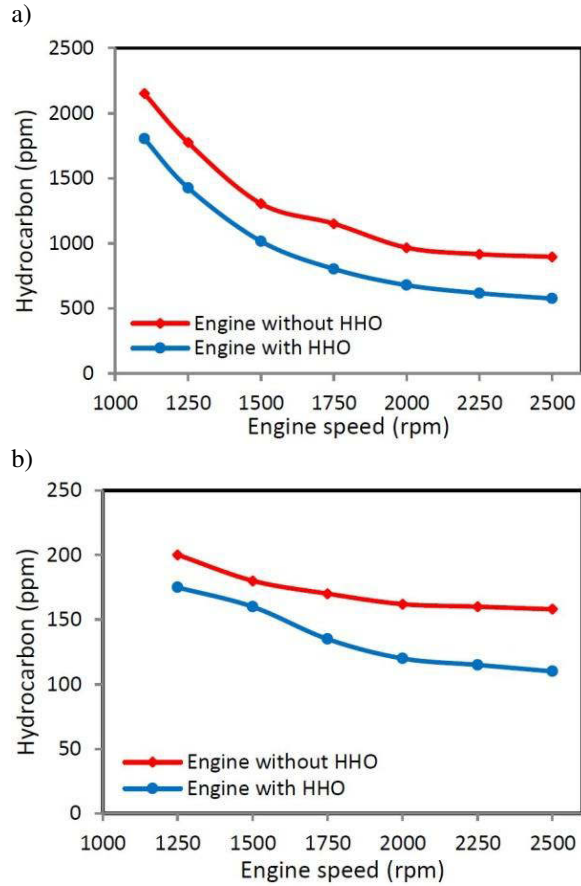 a)
2500
2000
1500
1000
500
0
Hydrocarbon (ppm)
Engine without HHO
Engine with HHO
1000 1250 1500 1750 2000 2250 2500
Engine speed (rpm)
b)
250
200
150
100
50
0
Hydrocarbon (ppm)
Engine without HHO
Engine with HHO
1000 1250 1500 1750 2000 2250 2500
Engine speed (rpm)